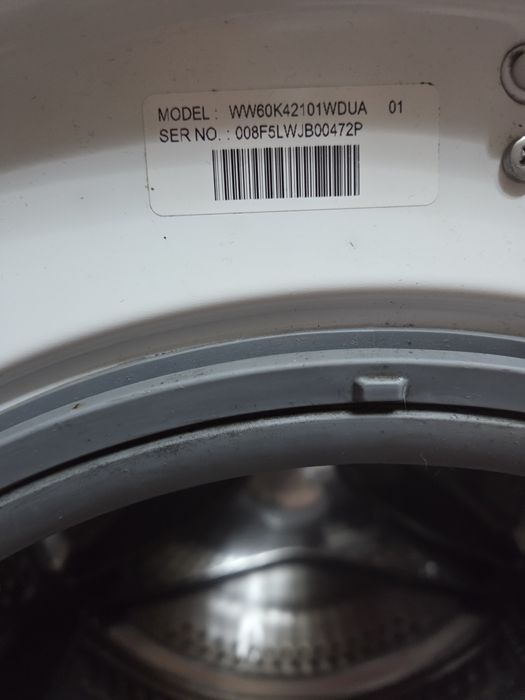 MODEL : WW60K42101WDUA 01
SER NO. : 008F5LWJB00472P